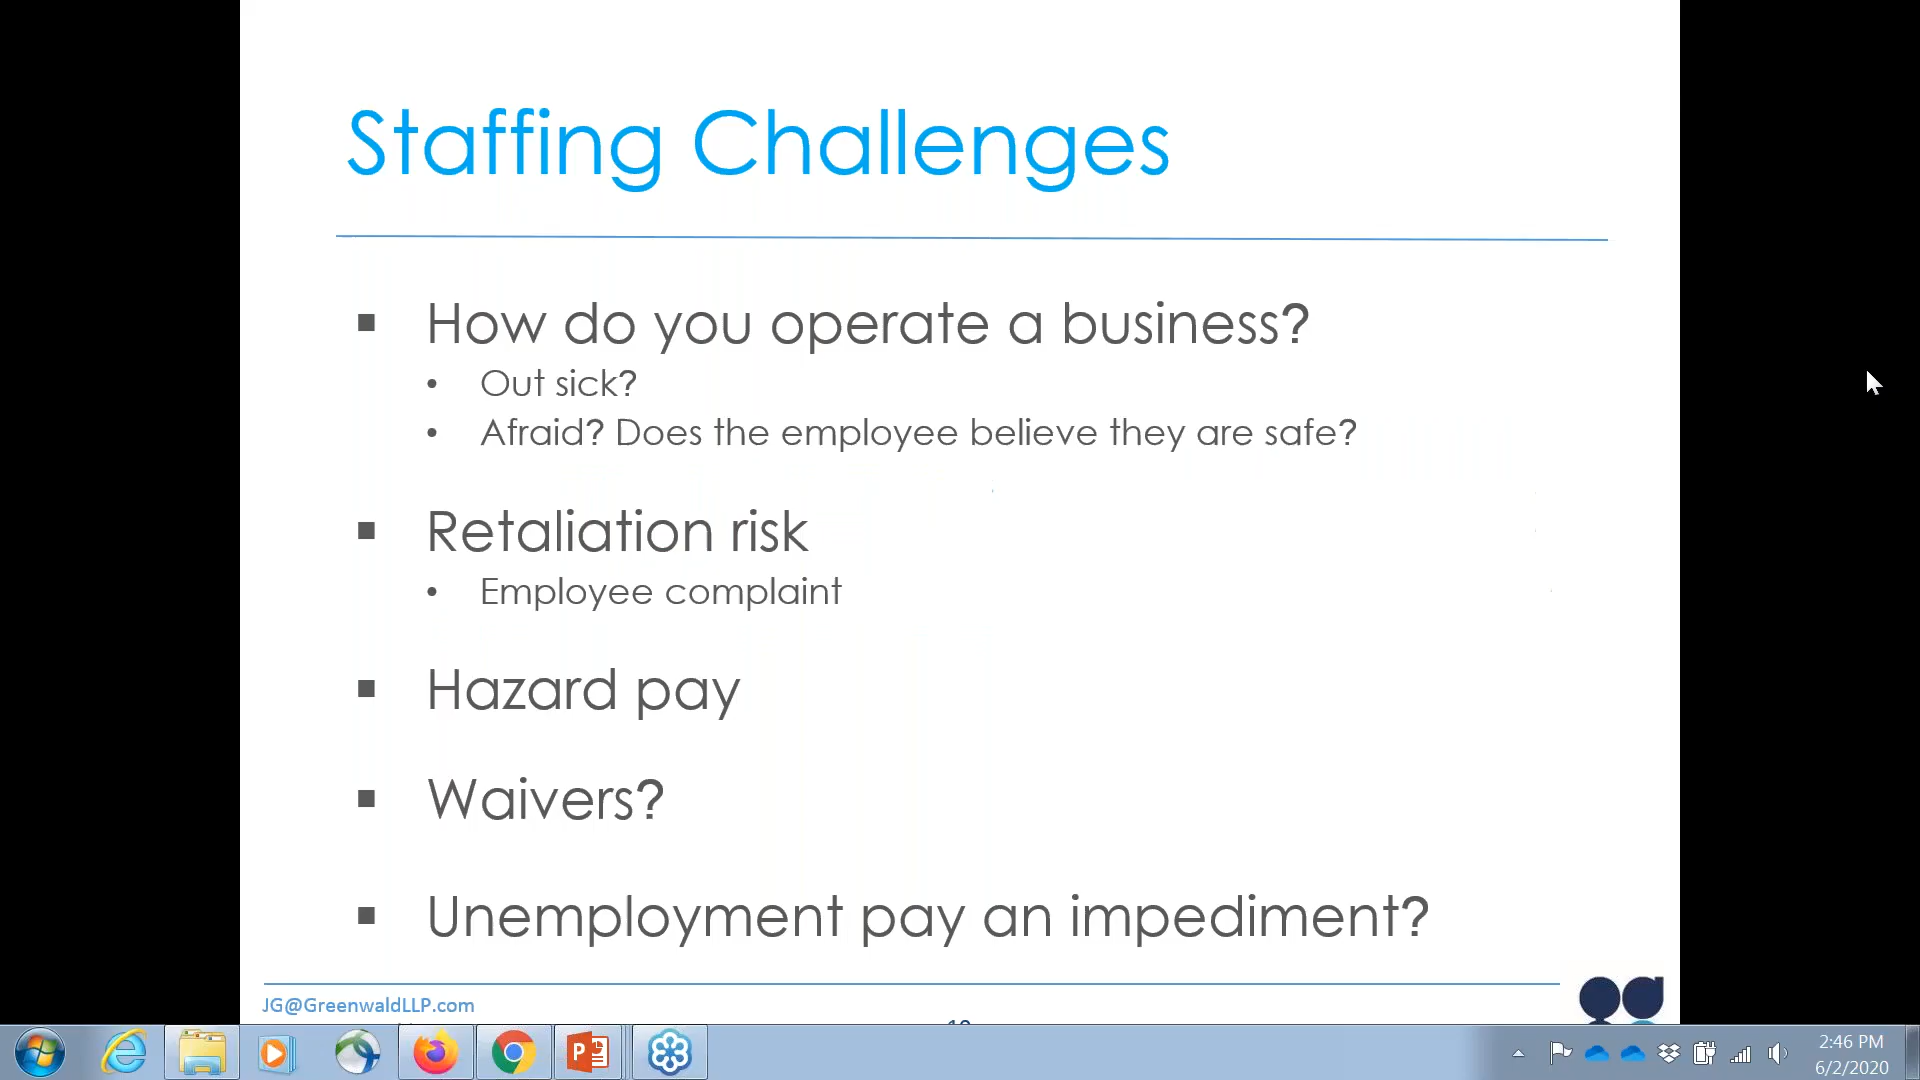 Staffing Challenges
▪ How do you operate a business?
• Out sick?
• Afraid? Does the employee believe they are safe?
▪ Retaliation risk
• Employee complaint
▪ Hazard pay
▪ Waivers?
▪ Unemployment pay an impediment?
JG@GreenwaldLLP.com
2:46 PM
6/2/2020